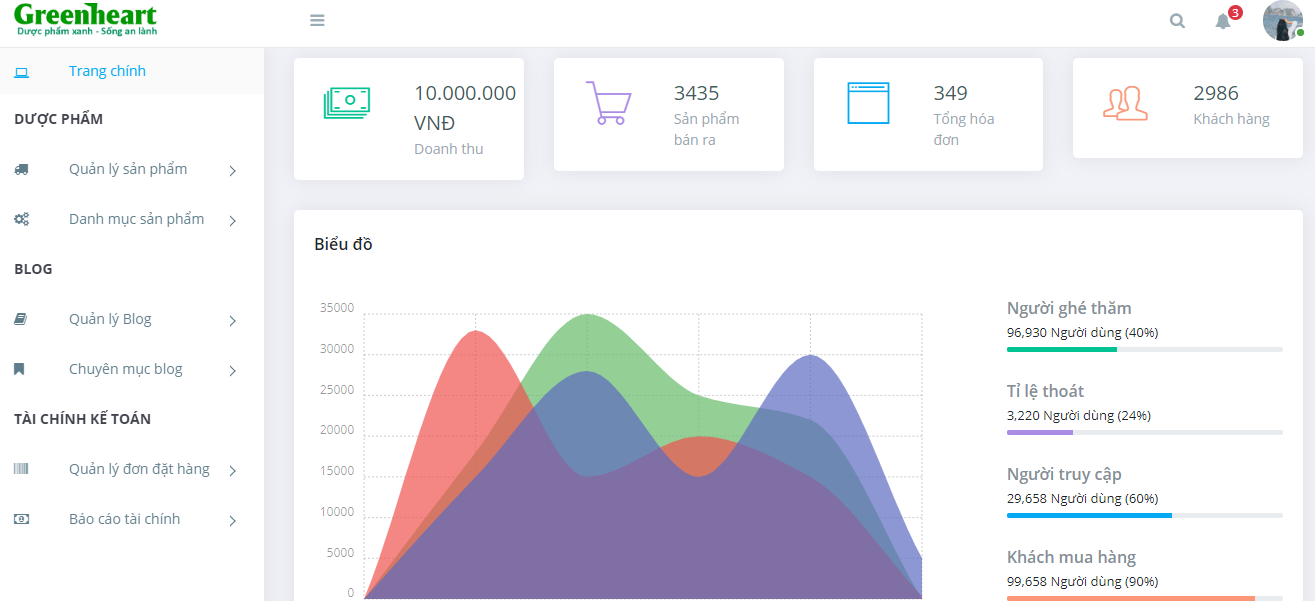 Greenheart
Dược phẩm xanh - Sống an lành
3
Trang chính
DƯỢC PHẨM
Quản lý sản phẩm
Danh mục sản phẩm
BLOG
Quản lý Blog
Chuyên mục blog
TÀI CHÍNH KẾ TOÁN
Quản lý đơn đặt hàng
Báo cáo tài chính
10.000.000
VNĐ
Doanh thu
3435
Sản phẩm
bán ra
349
Tổng hóa
đơn
2986
Khách hàng
Biểu đồ
35000
30000
25000
20000
15000
10000
5000
0
Người ghé thăm
96,930 Người dùng (40%)
Tỉ lệ thoát
3,220 Người dùng (24%)
Người truy cập
29,658 Người dùng (60%)
Khách mua hàng
99,658 Người dùng (90%)